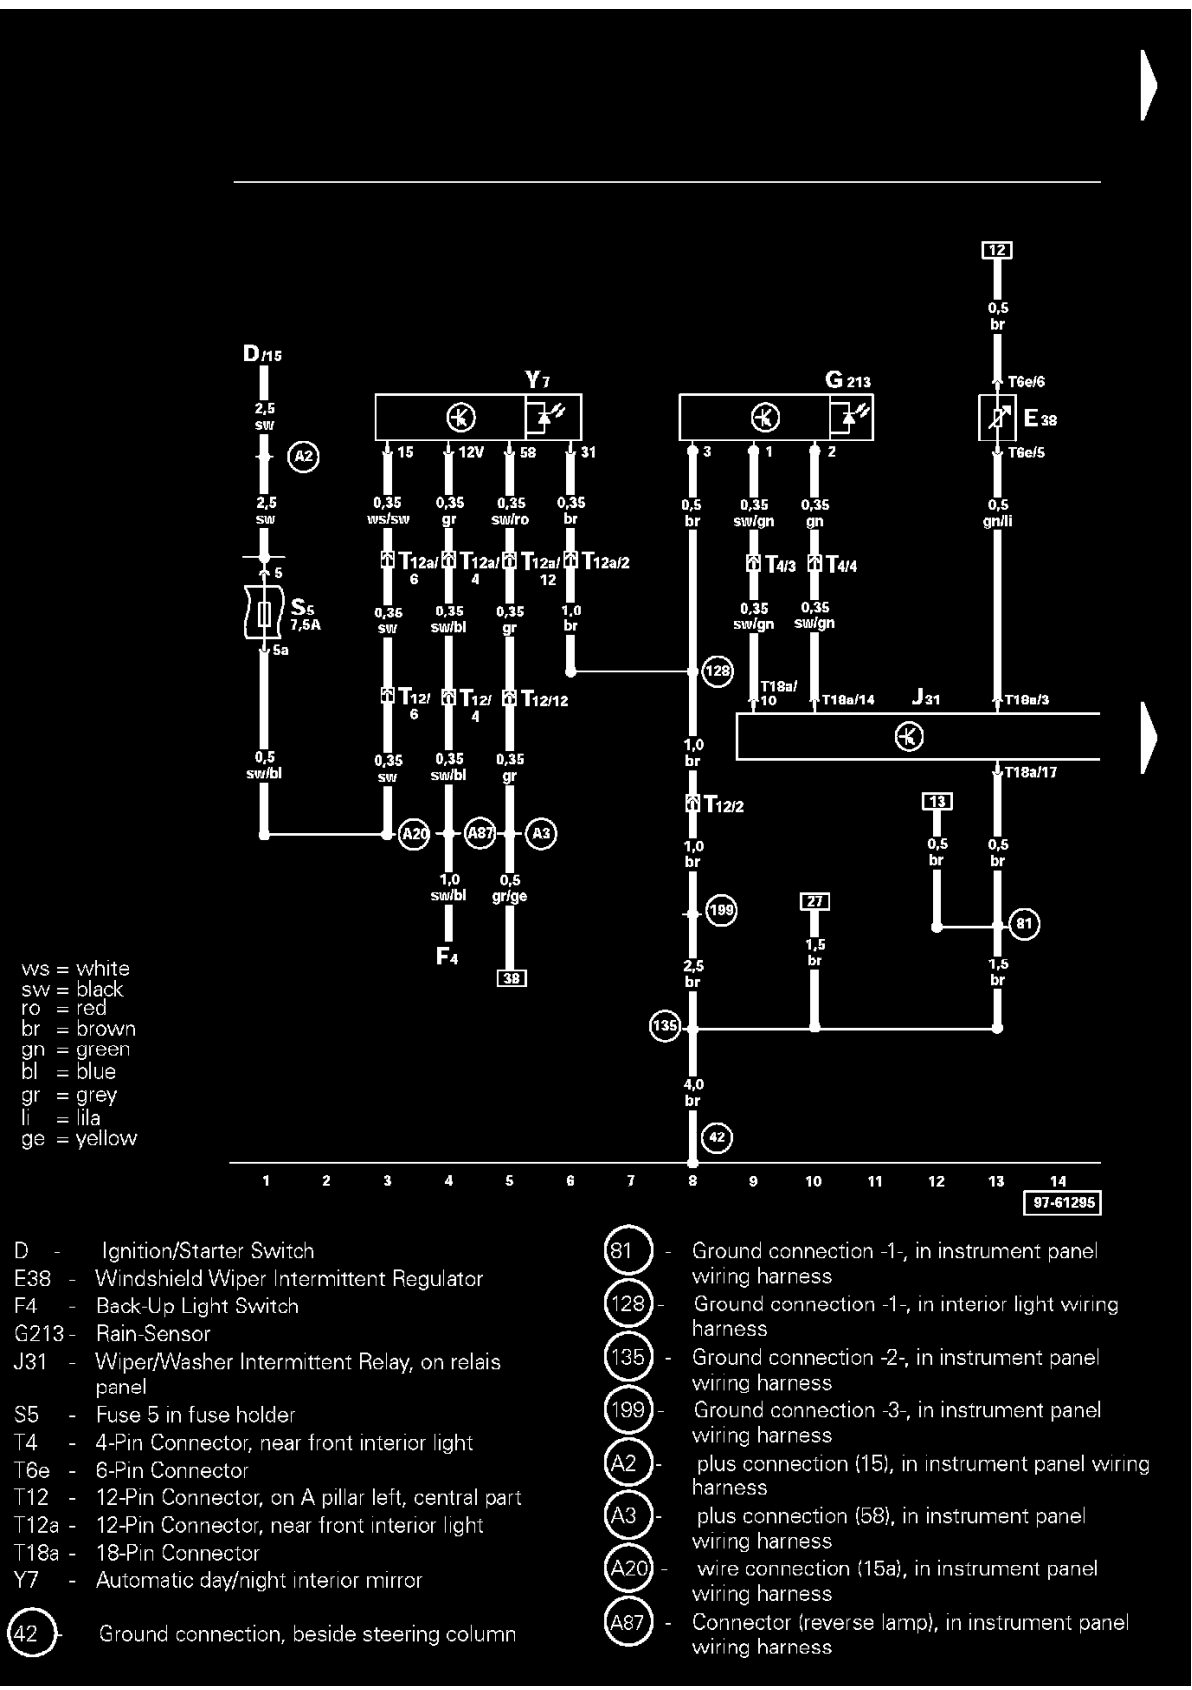 12
0,5
br
D/15
Y7
G213
T6e/6
2,5
sw
E38
A2
15
12V
58
31
3
1
2
T6e/5
2,5
sw
0,35
ws/sw
0,35
gr
0,35
sw/ro
0,35
br
0,5
br
0,35
sw/gn
0,35
gn
0,5
gn/li
5
T12a/
6
T12a/
4
T12a/
12
T12a/2
T4/3
T4/4
S5
7,5A
0,35
sw
0,35
sw/bl
0,35
gr
1,0
br
0,35
sw/gn
0,35
sw/gn
5a
128
T12/
6
T12/
4
T12/12
T18a/
10
T18a/14
J31
T18a/3
0,5
sw/bl
0,35
sw
0,35
sw/bl
0,35
gr
1,0
br
T18a/17
T12/2
13
A20
A87
A3
1,0
br
0,5
br
0,5
br
1,0
sw/bl
0,5
gr/ge
199
27
81
F4
38
2,5
br
1,5
br
1,5
br
135
4,0
br
42
ws = white
sw = black
ro = red
br = brown
gn = green
bl = blue
gr = grey
li = lila
ge = yellow
1 2 3 4 5 6 7 8 9 10 11 12 13 14
97-61295
D - Ignition/Starter Switch
E38 - Windshield Wiper Intermittent Regulator
F4 - Back-Up Light Switch
G213 - Rain-Sensor
J31 - Wiper/Washer Intermittent Relay, on relais
panel
S5 - Fuse 5 in fuse holder
T4 - 4-Pin Connector, near front interior light
T6e - 6-Pin Connector
T12 - 12-Pin Connector, on A pillar left, central part
T12a - 12-Pin Connector, near front interior light
T18a - 18-Pin Connector
Y7 - Automatic day/night interior mirror
42 - Ground connection, beside steering column
81 - Ground connection -1-, in instrument panel
wiring harness
128 - Ground connection -1-, in interior light wiring
harness
135 - Ground connection -2-, in instrument panel
wiring harness
199 - Ground connection -3-, in instrument panel
wiring harness
A2 - plus connection (15), in instrument panel wiring
harness
A3 - plus connection (58), in instrument panel
wiring harness
A20 - wire connection (15a), in instrument panel
wiring harness
A87 - Connector (reverse lamp), in instrument panel
wiring harness